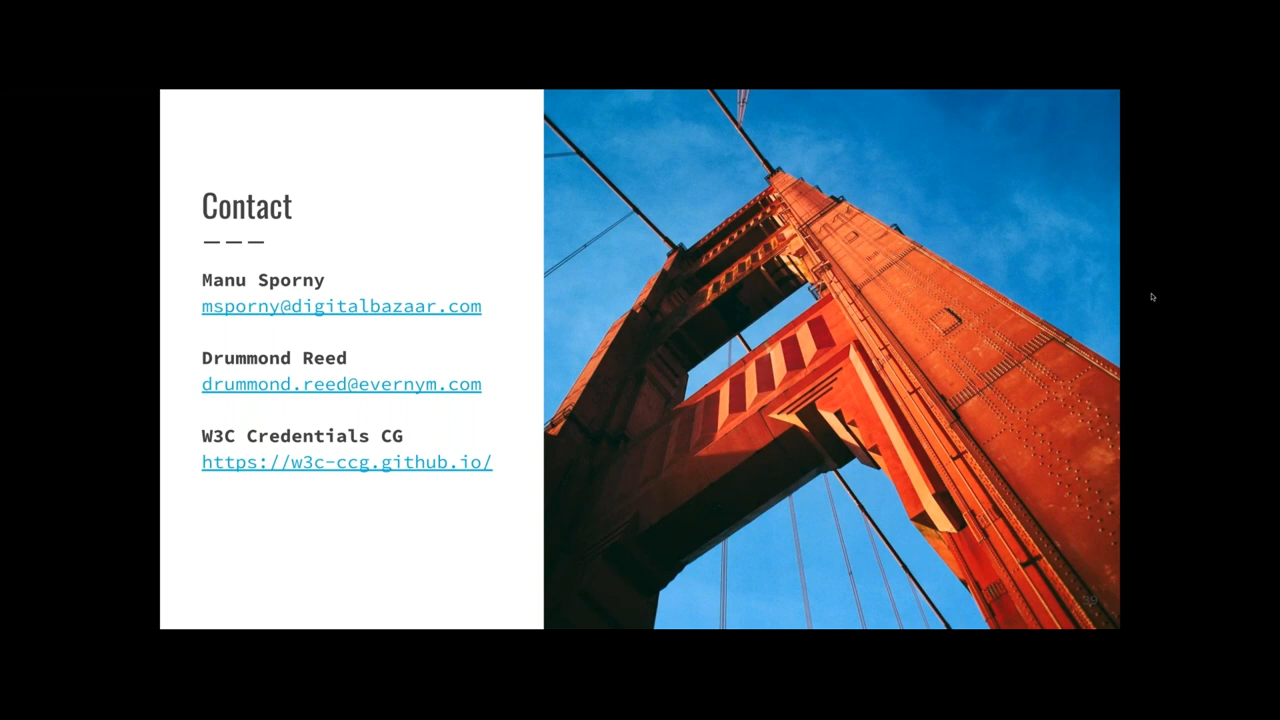 Contact
Manu Sporny
msporny@digitalbazaar.com
Drummond Reed
drummond.reed@evernym.com
W3C Credentials CG
https://w3c-ccg.github.io/
39